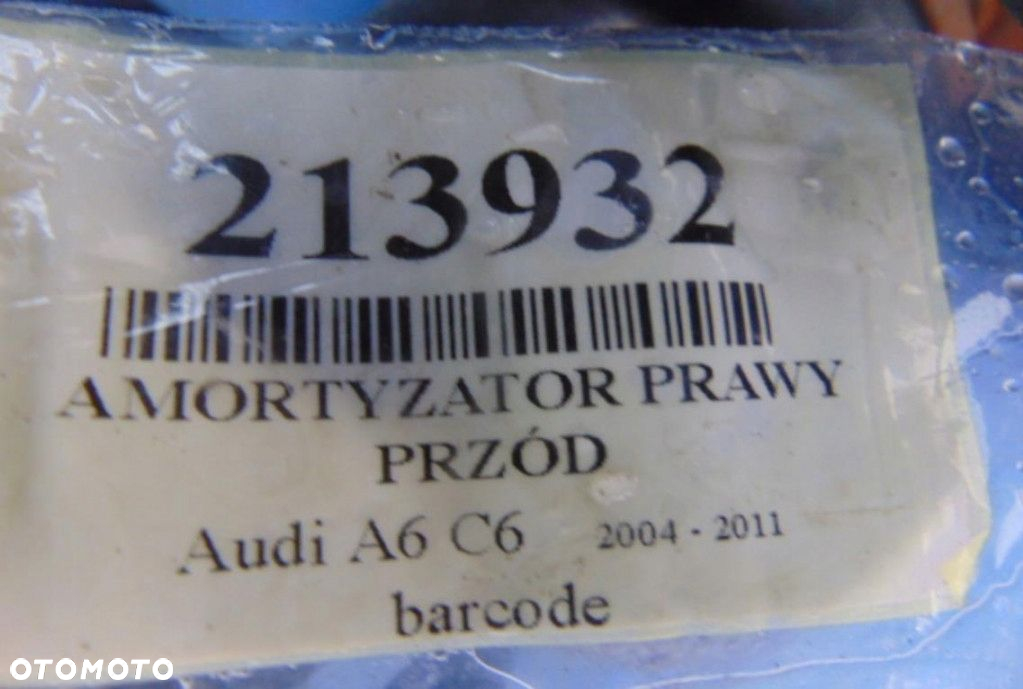 213932
AMORTYZATOR PRAWY
PRZÓD
Audi A6 C6 2004 - 2011
barcode
OTOMOTO